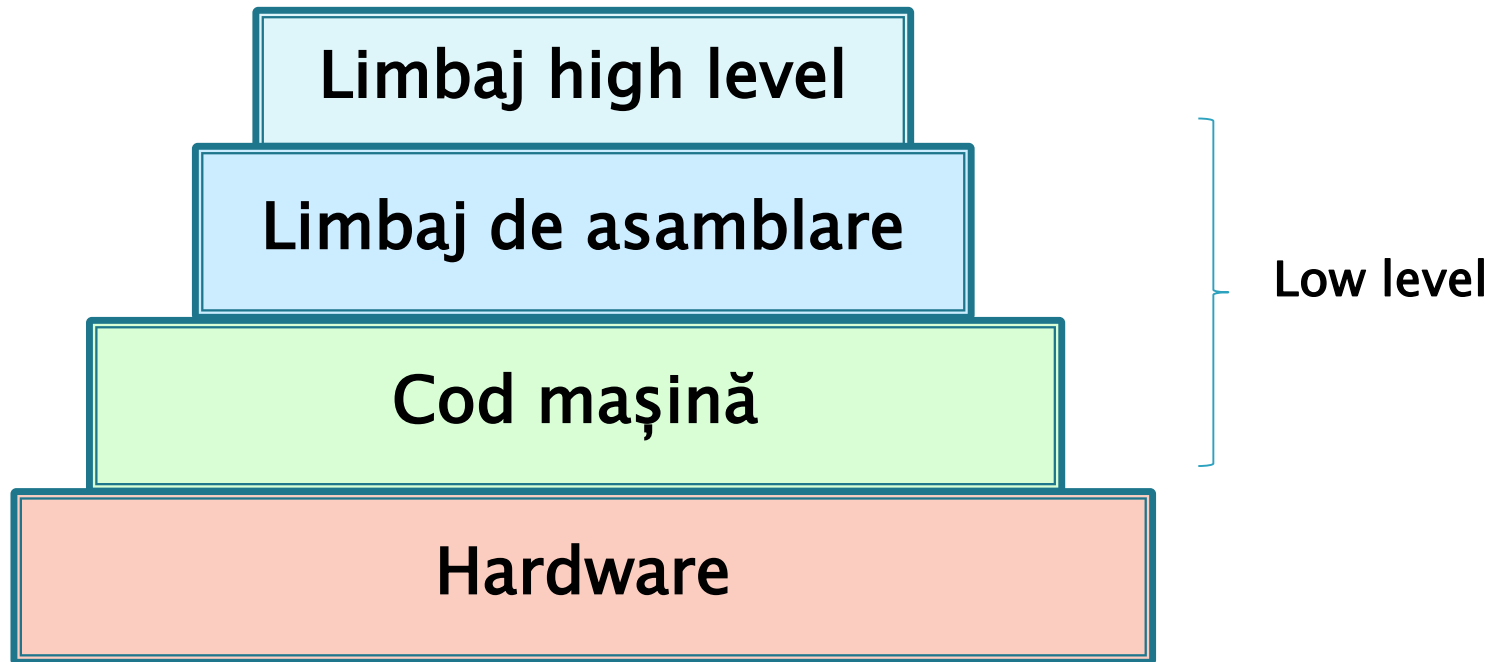 Limbaj high level
Limbaj de asamblare
Low level
Cod mașină
Hardware